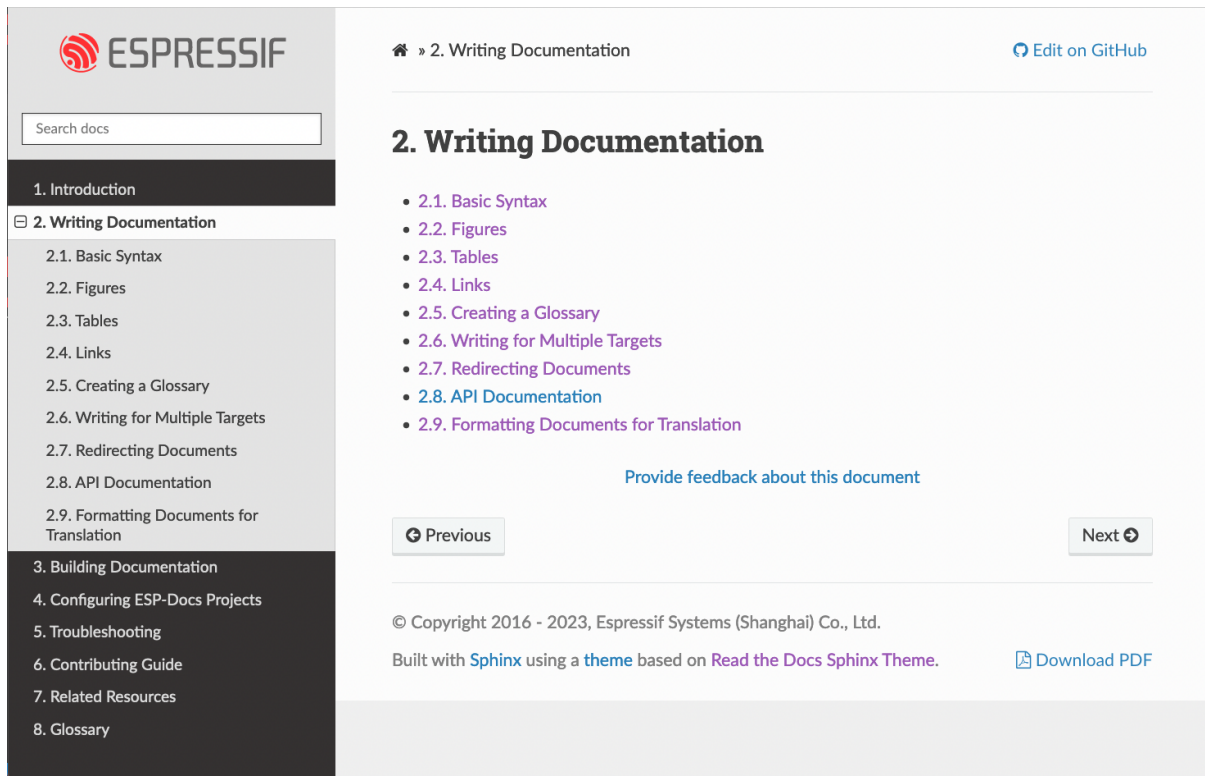 ESPRESSIF
Search docs
1. Introduction
2. Writing Documentation
2.1. Basic Syntax
2.2. Figures
2.3. Tables
2.4. Links
2.5. Creating a Glossary
2.6. Writing for Multiple Targets
2.7. Redirecting Documents
2.8. API Documentation
2.9. Formatting Documents for
Translation
3. Building Documentation
4. Configuring ESP-Docs Projects
5. Troubleshooting
6. Contributing Guide
7. Related Resources
8. Glossary
» 2. Writing Documentation
Edit on GitHub
2. Writing Documentation
• 2.1. Basic Syntax
• 2.2. Figures
• 2.3. Tables
• 2.4. Links
• 2.5. Creating a Glossary
• 2.6. Writing for Multiple Targets
• 2.7. Redirecting Documents
• 2.8. API Documentation
• 2.9. Formatting Documents for Translation
Provide feedback about this document
Previous
Next
© Copyright 2016 - 2023, Espressif Systems (Shanghai) Co., Ltd.
Built with Sphinx using a theme based on Read the Docs Sphinx Theme.
Download PDF